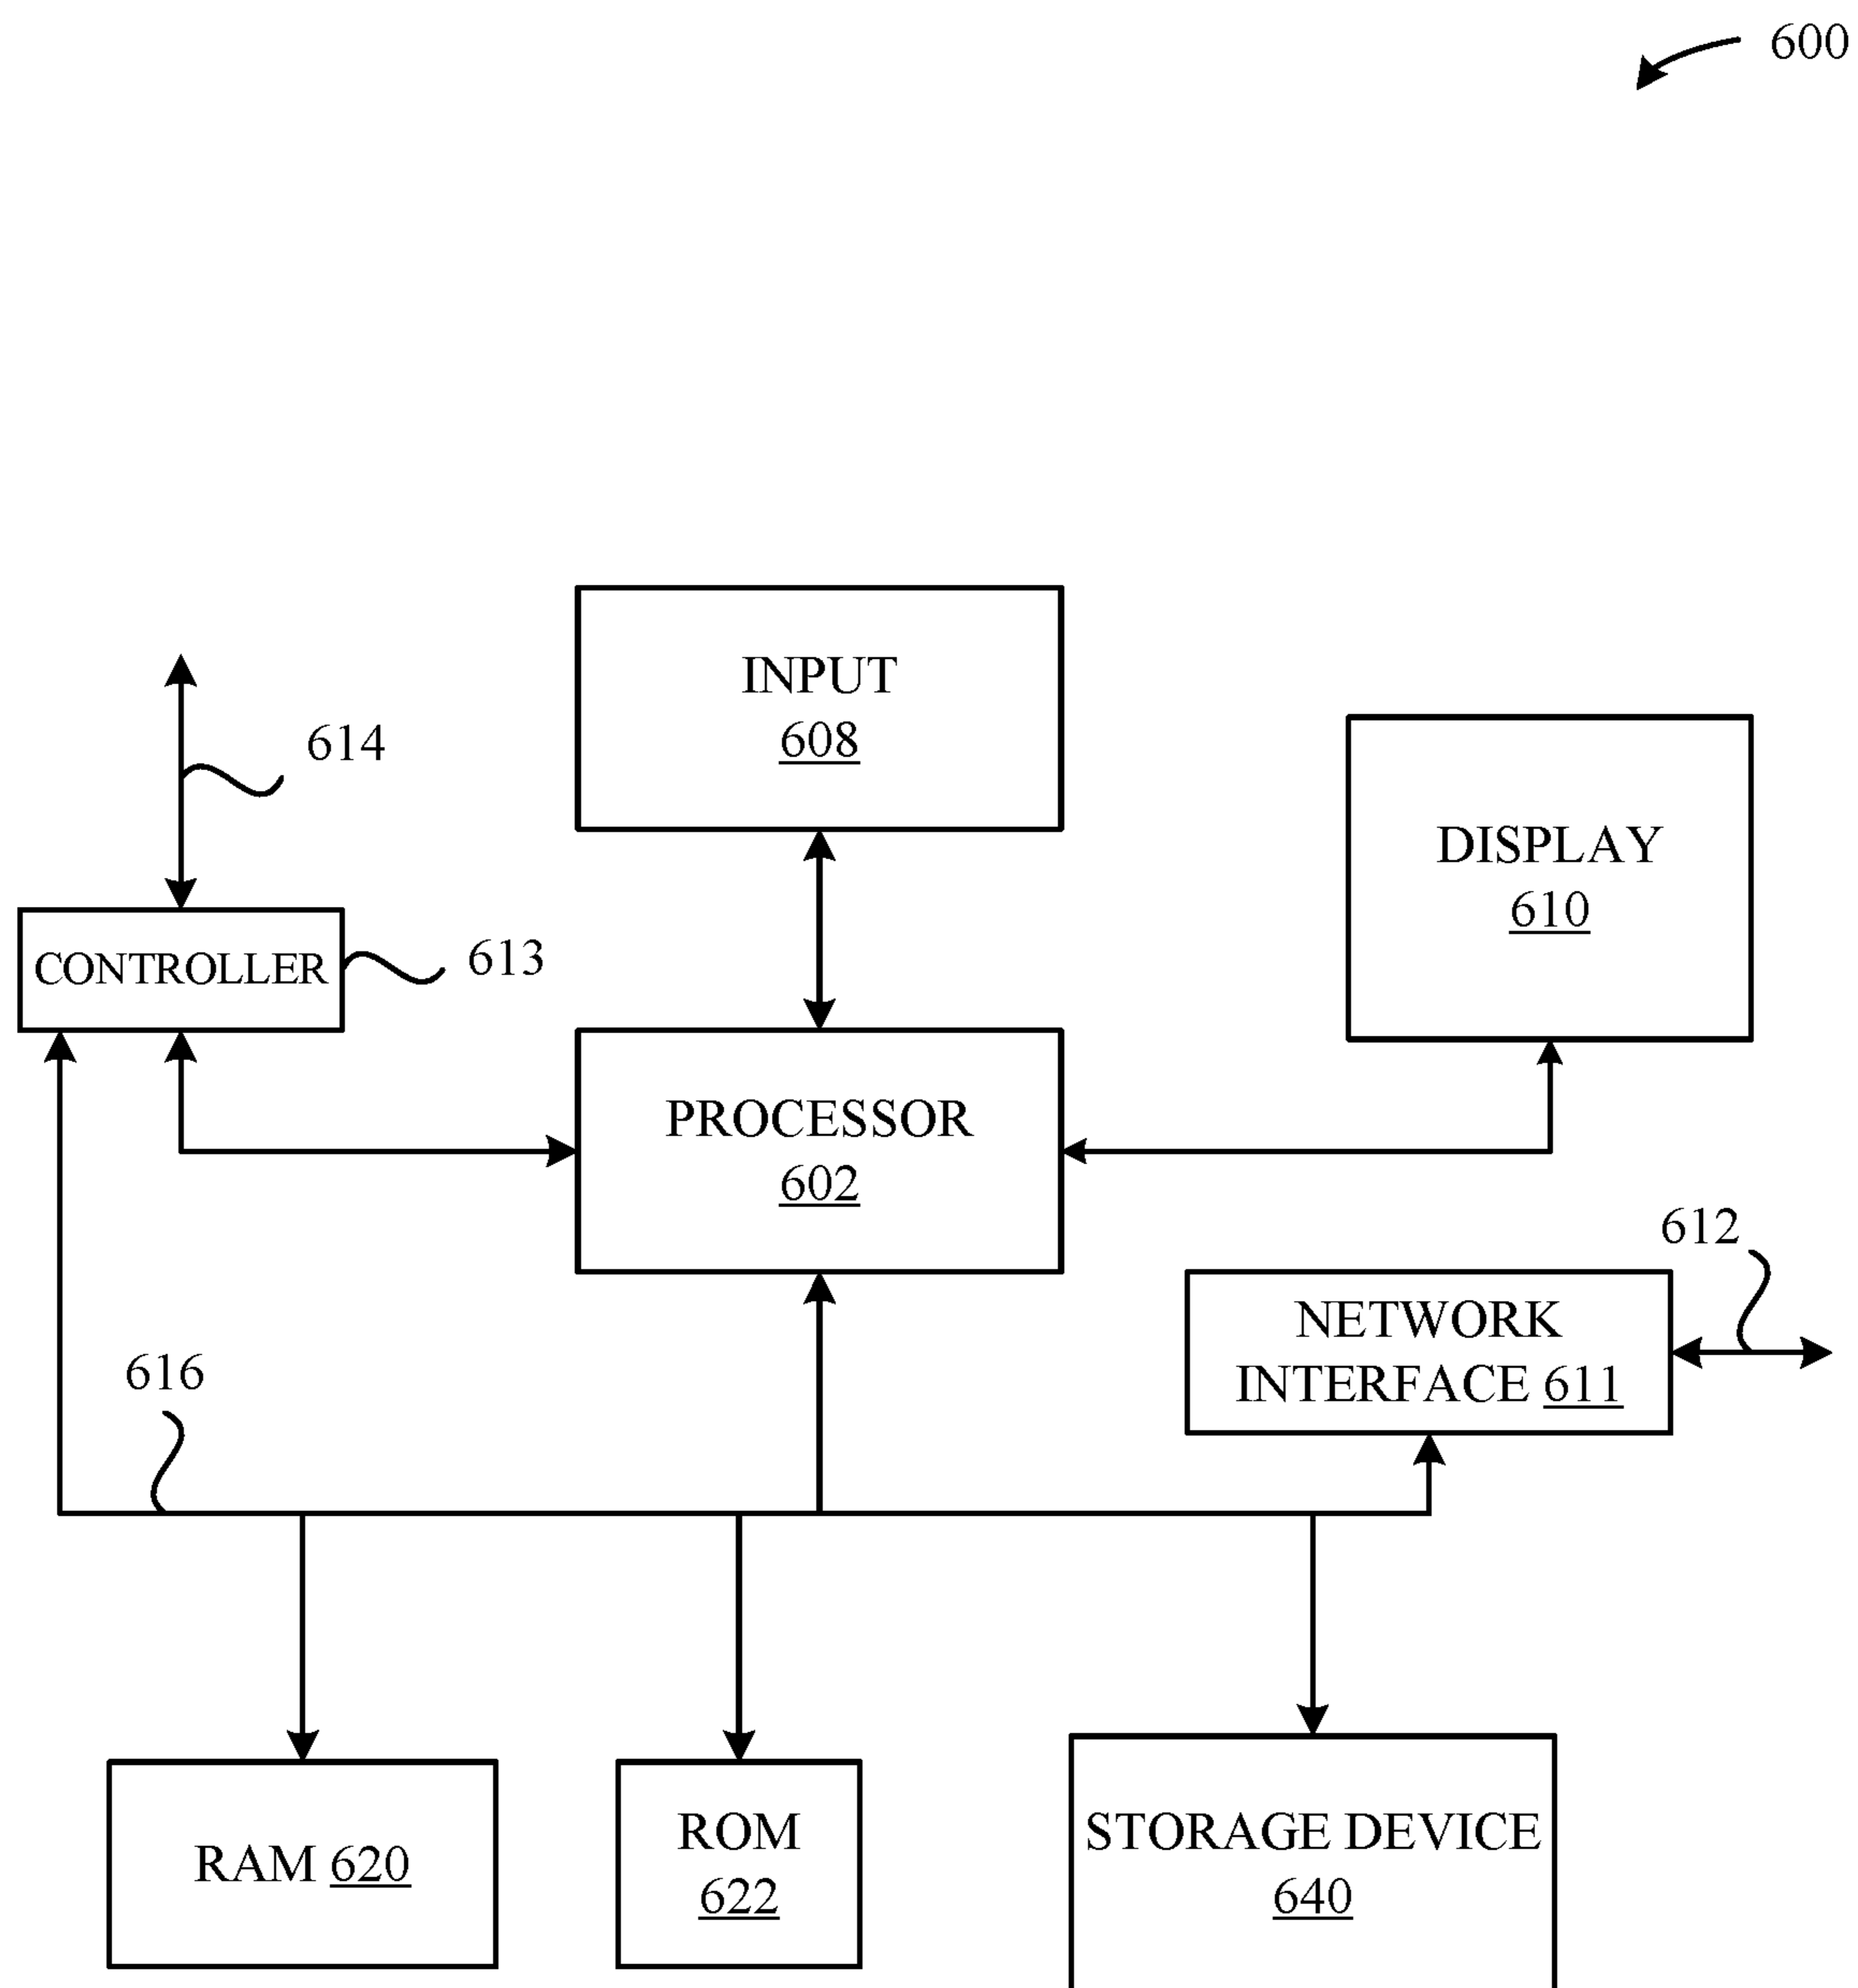 600
INPUT
608
614
DISPLAY
610
CONTROLLER
613
PROCESSOR
602
612
NETWORK
INTERFACE 611
616
RAM 620
ROM
622
STORAGE DEVICE
640